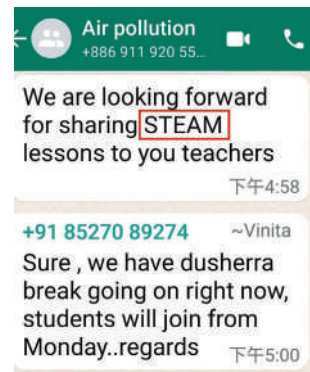 Air pollution
+886 911 920 55...
We are looking forward
for sharing STEAM
lessons to you teachers
下午4:58
+91 85270 89274 ~Vinita
Sure , we have dusherra
break going on right now,
students will join from
Monday..regards
下午5:00